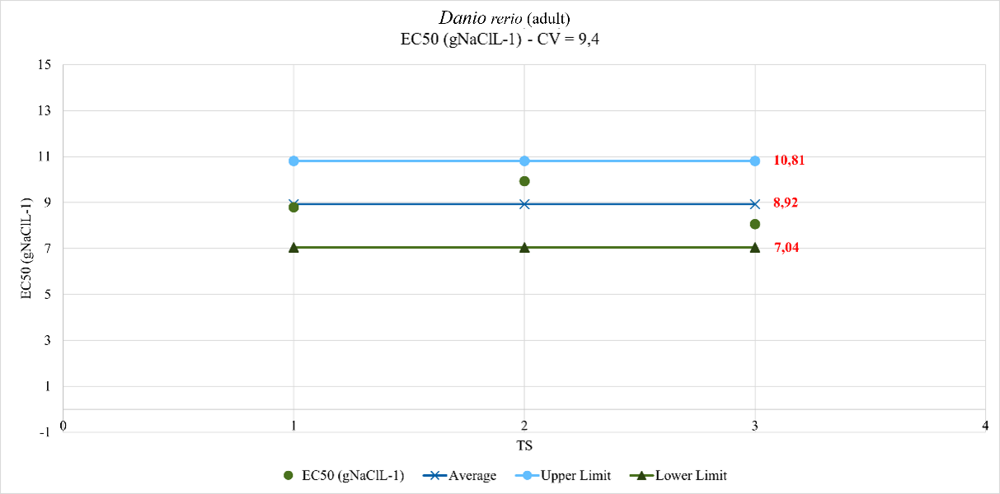 Danio rerio (adult)
EC50 (gNaClL-1) - CV = 9,4
15
13
11
9
7
5
3
1
-1
EC50 (gNaClL-1)
10,81
8,92
7,04
0
1
2
3
4
TS
EC50 (gNaClL-1)
Average
Upper Limit
Lower Limit